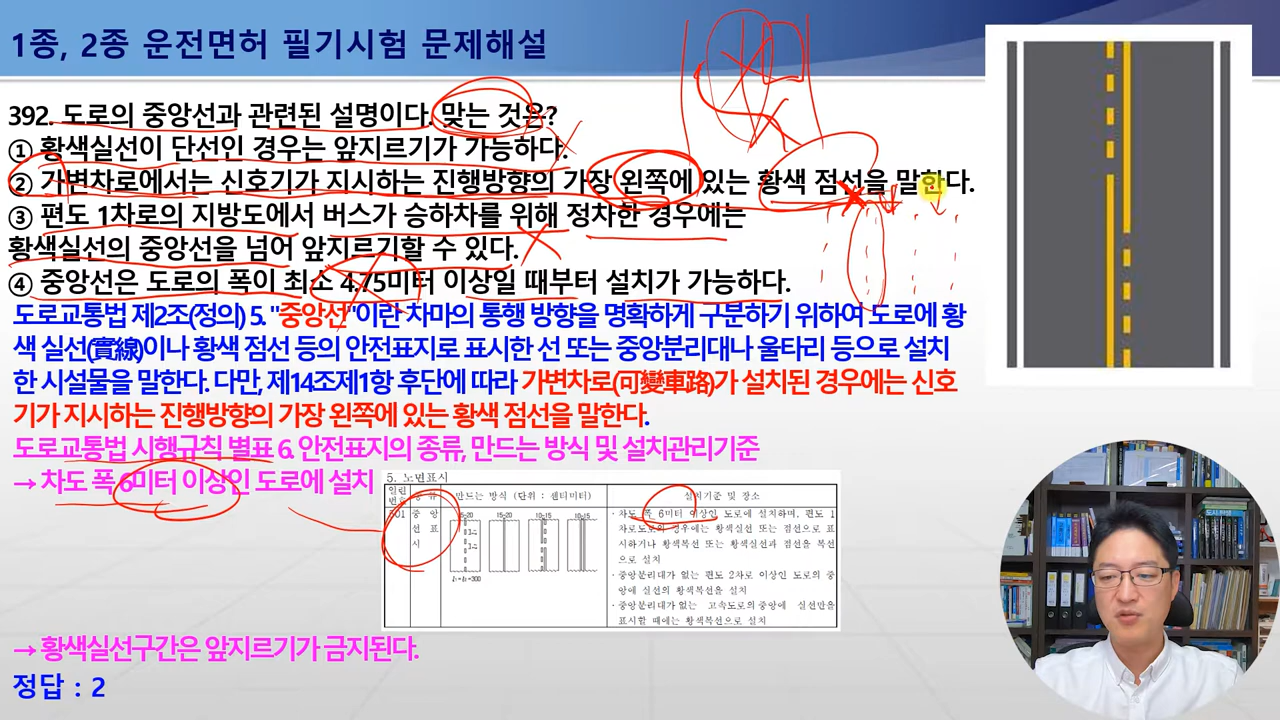 1종, 2종 운전면허 필기시험 문제해설
392. 도로의 중앙선과 관련된 설명이다. 맞는 것은?
① 황색실선이 단선인 경우는 앞지르기가 가능하다.
② 가변차로에서는 신호기가 지시하는 진행방향의 가장 왼쪽에 있는 황색 점선을 말한다.
③ 편도 1차로의 지방도에서 버스가 승하차를 위해 정차한 경우에는
황색실선의 중앙선을 넘어 앞지르기할 수 있다.
④ 중앙선은 도로의 폭이 최소 4.75미터 이상일 때부터 설치가 가능하다.
도로교통법 제2조(정의) 5. "중앙선"이란 차마의 통행 방향을 명확하게 구분하기 위하여 도로에 황
색 실선(實線)이나 황색 점선 등의 안전표지로 표시한 선 또는 중앙분리대나 울타리 등으로 설치
한 시설물을 말한다. 다만, 제14조제1항 후단에 따라 가변차로(可變車路)가 설치된 경우에는 신호
기가 지시하는 진행방향의 가장 왼쪽에 있는 황색 점선을 말한다.
도로교통법 시행규칙 별표 6. 안전표지의 종류, 만드는 방식 및 설치관리기준
→ 차도 폭 6미터 이상인 도로에 설치
5. 노면표시
일련
번호
만드는 방식 (단위 : 센티미터)
설치기준 및 장소
중 앙
선 표
시
15-20
10-15
10-15
· 차도 폭 6미터 이상인 도로에 설치하며, 편도 1
차로도로의 경우에는 황색실선 또는 점선으로 표
시하거나 황색복선 또는 황색실선과 점선을 복선
으로 설치
· 중앙분리대가 없는 편도 2차로 이상인 도로의 중
앙에 실선의 황색복선을 설치
· 중앙분리대가 없는 고속도로의 중앙에 실선만을
표시할 때에는 황색복선으로 설치
→ 황색실선구간은 앞지르기가 금지된다.
정답 : 2